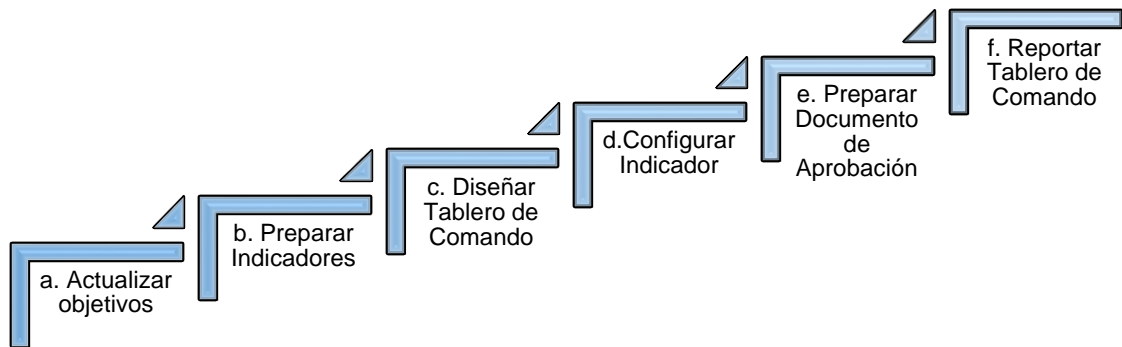 a. Actualizar
objetivos
b. Preparar
Indicadores
c. Diseñar
Tablero de
Comando
d.Configurar
Indicador
e. Preparar
Documento
de
Aprobación
f. Reportar
Tablero de
Comando